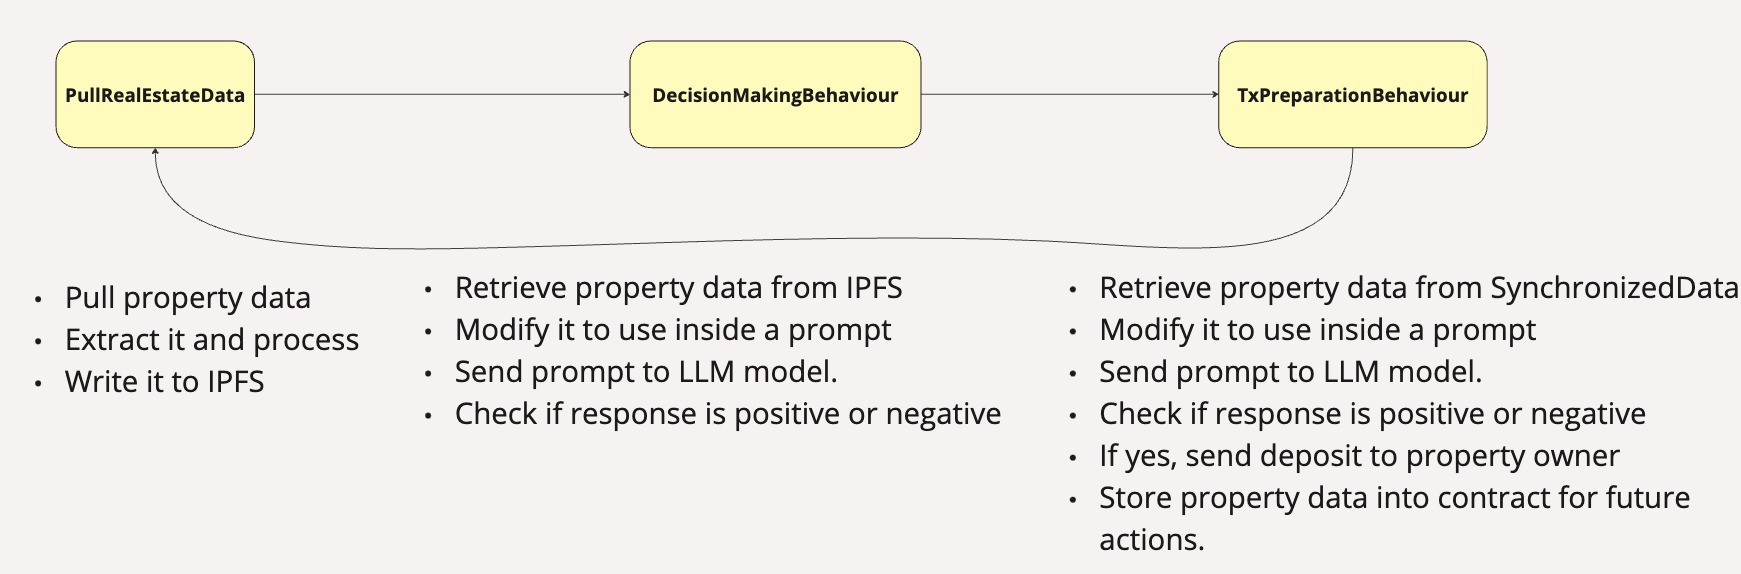 PullRealEstateData
DecisionMakingBehaviour
TxPreparationBehaviour
• Pull property data
• Extract it and process
• Write it to IPFS
• Retrieve property data from IPFS
• Modify it to use inside a prompt
• Send prompt to LLM model.
• Check if response is positive or negative
• Retrieve property data from SynchronizedData
• Modify it to use inside a prompt
• Send prompt to LLM model.
• Check if response is positive or negative
• If yes, send deposit to property owner
• Store property data into contract for future
actions.